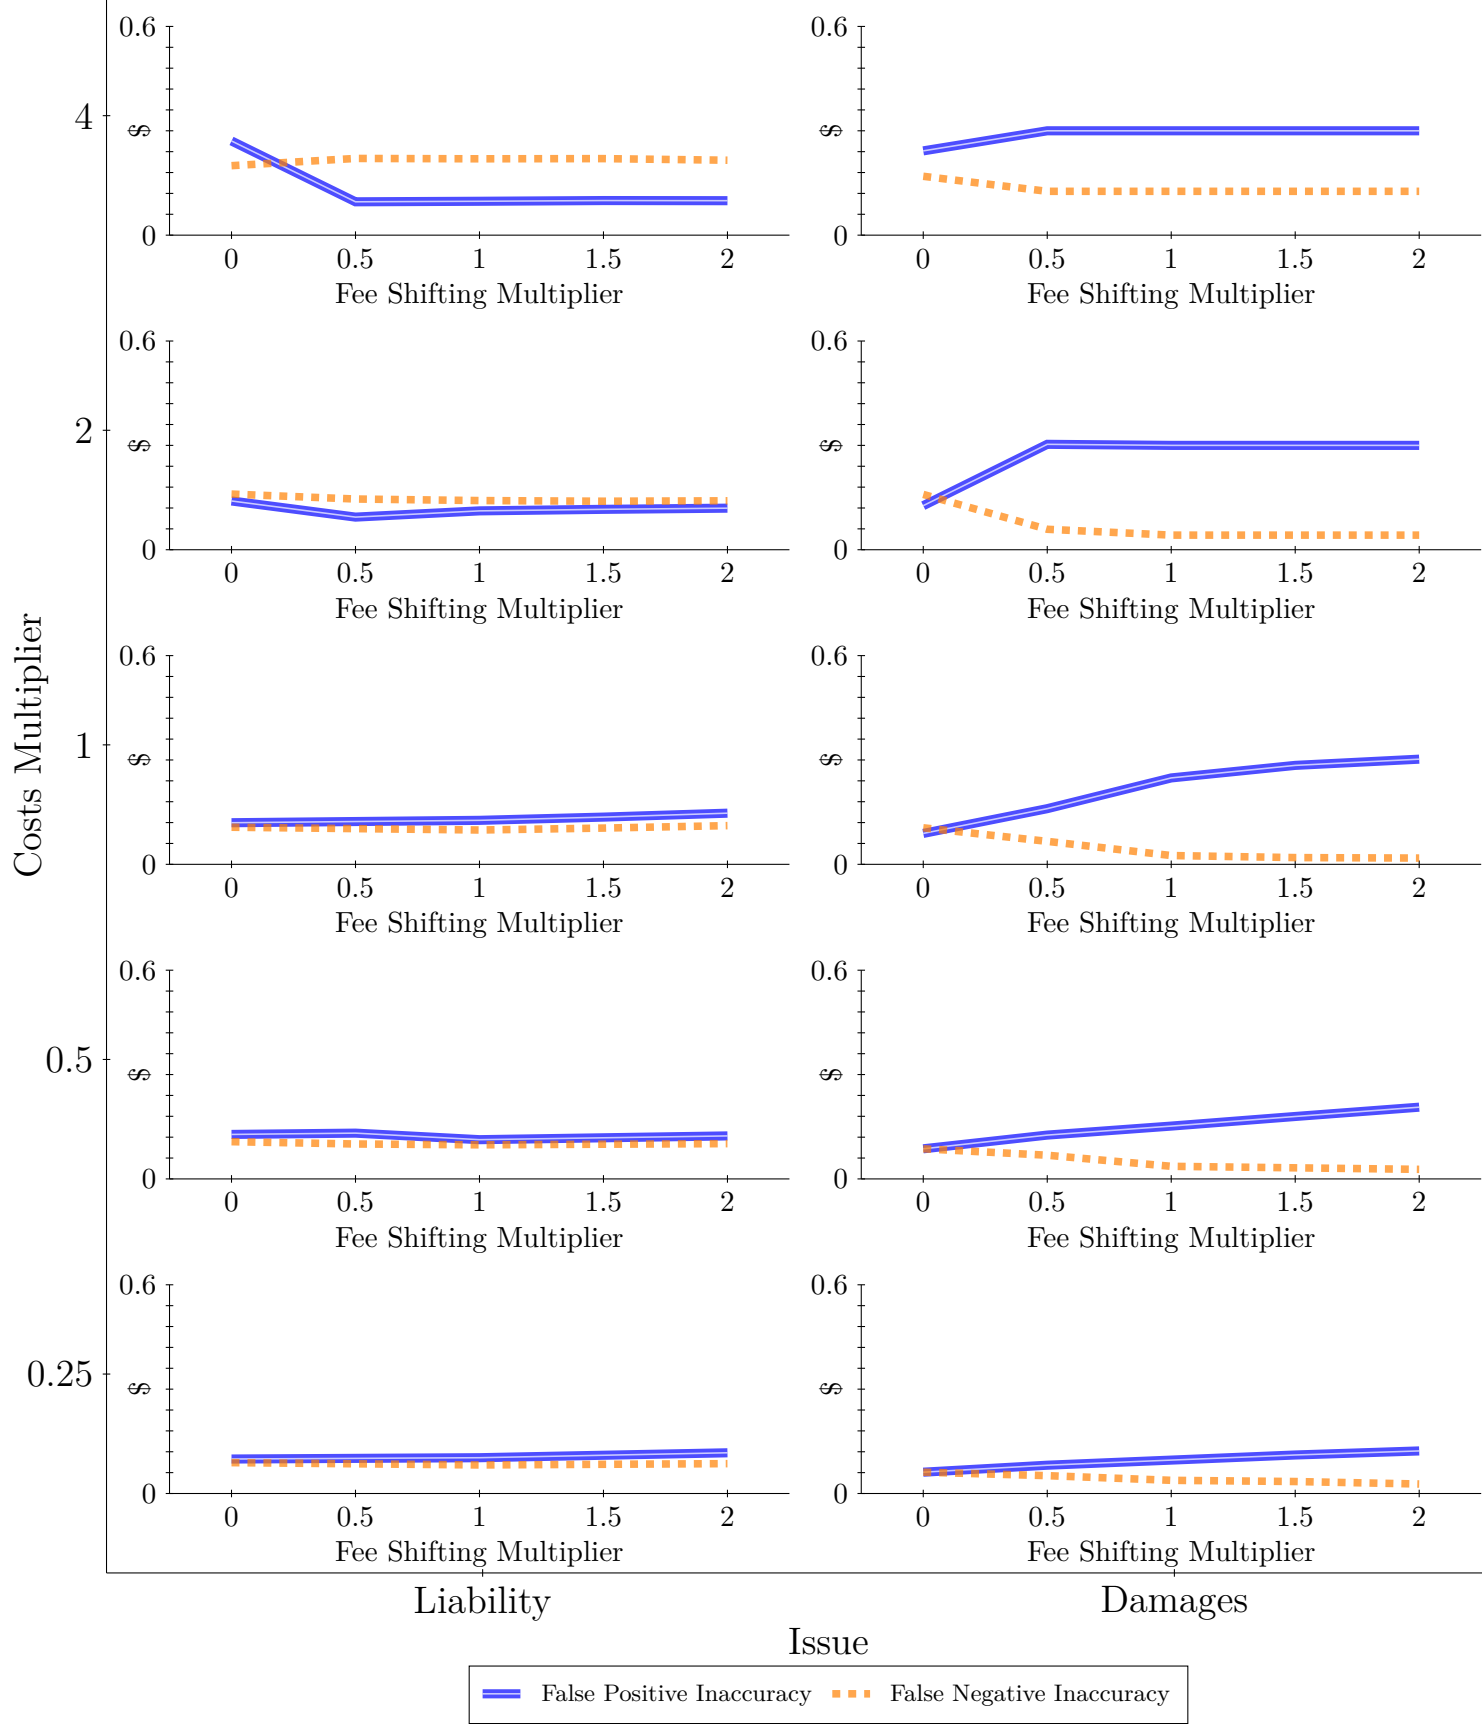 Costs Multiplier
4
0.6
$
0
0 0.5 1 1.5 2
Fee Shifting Multiplier
0.6
$
0
0 0.5 1 1.5 2
Fee Shifting Multiplier
2
0.6
$
0
0 0.5 1 1.5 2
Fee Shifting Multiplier
0.6
$
0
0 0.5 1 1.5 2
Fee Shifting Multiplier
1
0.6
$
0
0 0.5 1 1.5 2
Fee Shifting Multiplier
0.6
$
0
0 0.5 1 1.5 2
Fee Shifting Multiplier
0.5
0.6
$
0
0 0.5 1 1.5 2
Fee Shifting Multiplier
0.6
$
0
0 0.5 1 1.5 2
Fee Shifting Multiplier
0.25
0.6
$
0
0 0.5 1 1.5 2
Fee Shifting Multiplier
0.6
$
0
0 0.5 1 1.5 2
Fee Shifting Multiplier
Liability
Damages
Issue
False Positive Inaccuracy
False Negative Inaccuracy